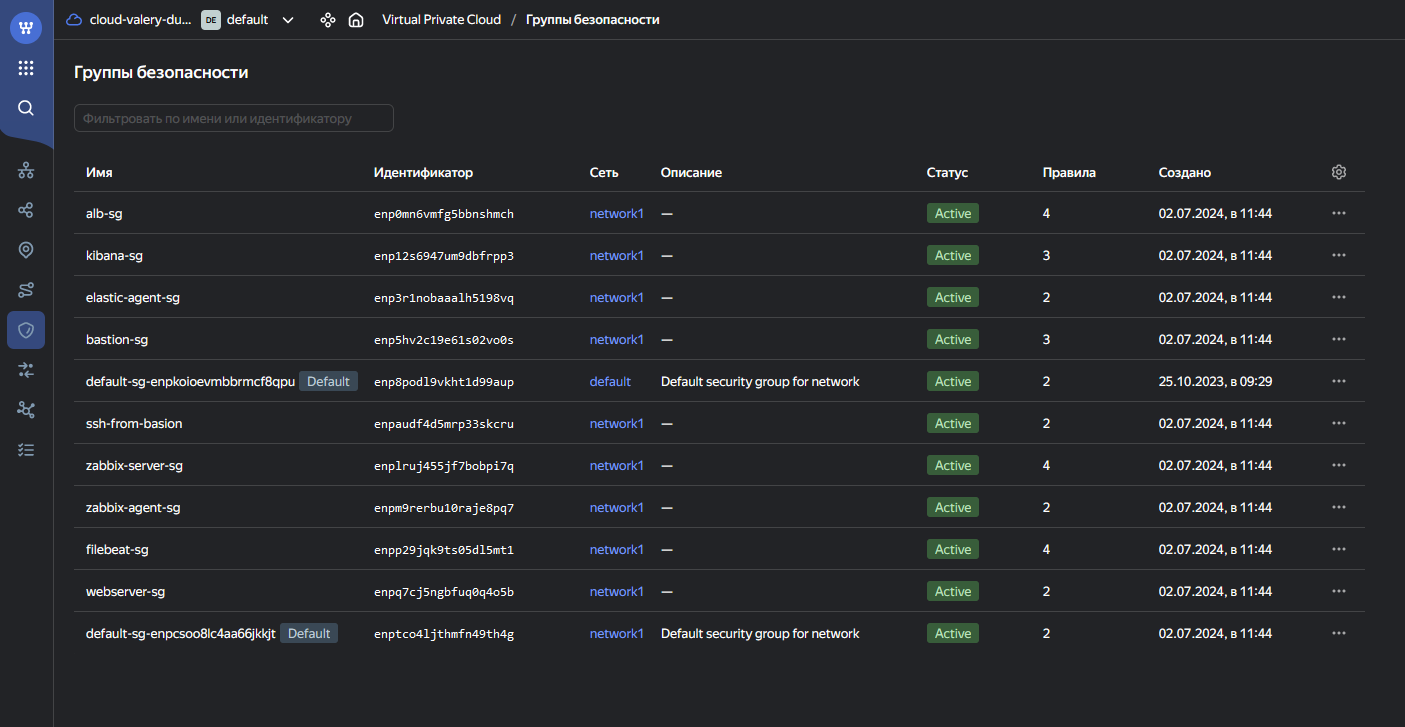 cloud-valery-du... DE default Virtual Private Cloud / Группы безопасности
Группы безопасности
Фильтровать по имени или идентификатору
Имя Идентификатор Сеть Описание Статус Правила Создано
alb-sg enp0mn6vmfg5bbnshmch network1 — Active 4 02.07.2024, в 11:44
kibana-sg enp12s6947um9dbfrpp3 network1 — Active 3 02.07.2024, в 11:44
elastic-agent-sg enp3r1nobaaalh5198vq network1 — Active 2 02.07.2024, в 11:44
bastion-sg enp5hv2c19e61s02vo0s network1 — Active 3 02.07.2024, в 11:44
default-sg-enpkoioevmbbrmcf8qpu Default enp8podl9vkht1d99aup default Default security group for network Active 2 25.10.2023, в 09:29
ssh-from-basion enpaudf4d5mrp33skcru network1 — Active 2 02.07.2024, в 11:44
zabbix-server-sg enplruj455jf7bobpi7q network1 — Active 4 02.07.2024, в 11:44
zabbix-agent-sg enpm9rerbu10raje8pq7 network1 — Active 2 02.07.2024, в 11:44
filebeat-sg enpp29jqk9ts05dl5mt1 network1 — Active 4 02.07.2024, в 11:44
webserver-sg enpq7cj5ngbfuq0q4o5b network1 — Active 2 02.07.2024, в 11:44
default-sg-enpcsoo8lc4aa66jkkjt Default enptco4ljthmfn49th4g network1 Default security group for network Active 2 02.07.2024, в 11:44